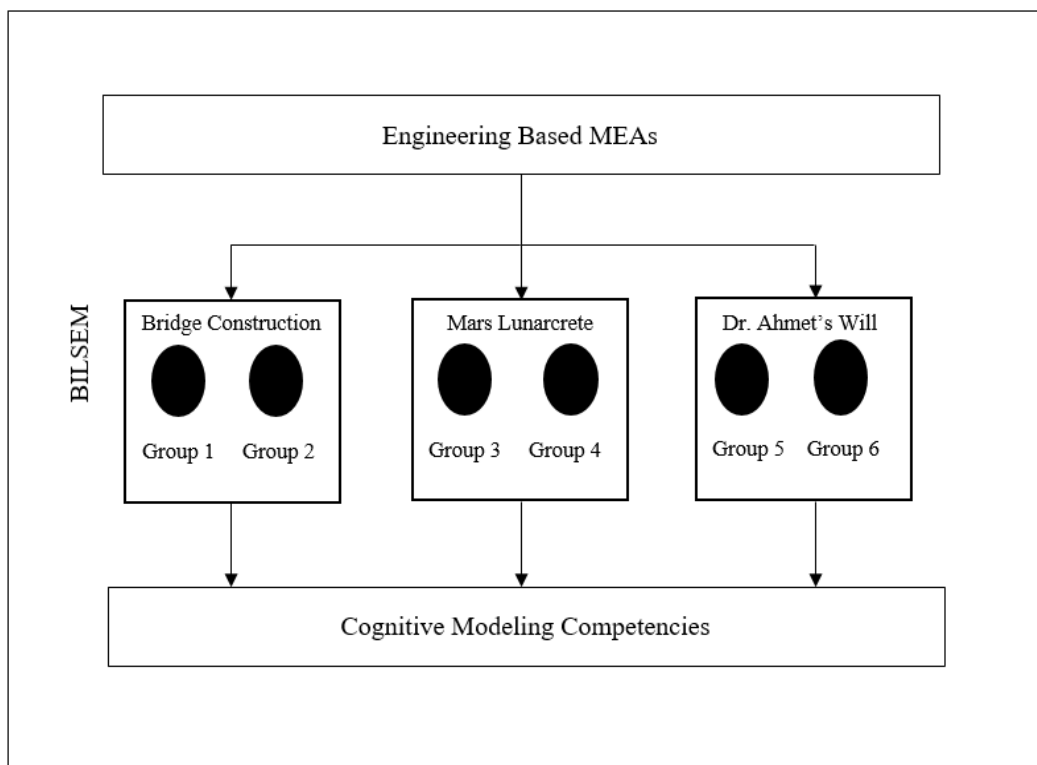 Engineering Based MEAs
BILSEM
Bridge Construction
Group 1 Group 2
Mars Lunarcrete
Group 3 Group 4
Dr. Ahmet’s Will
Group 5 Group 6
Cognitive Modeling Competencies